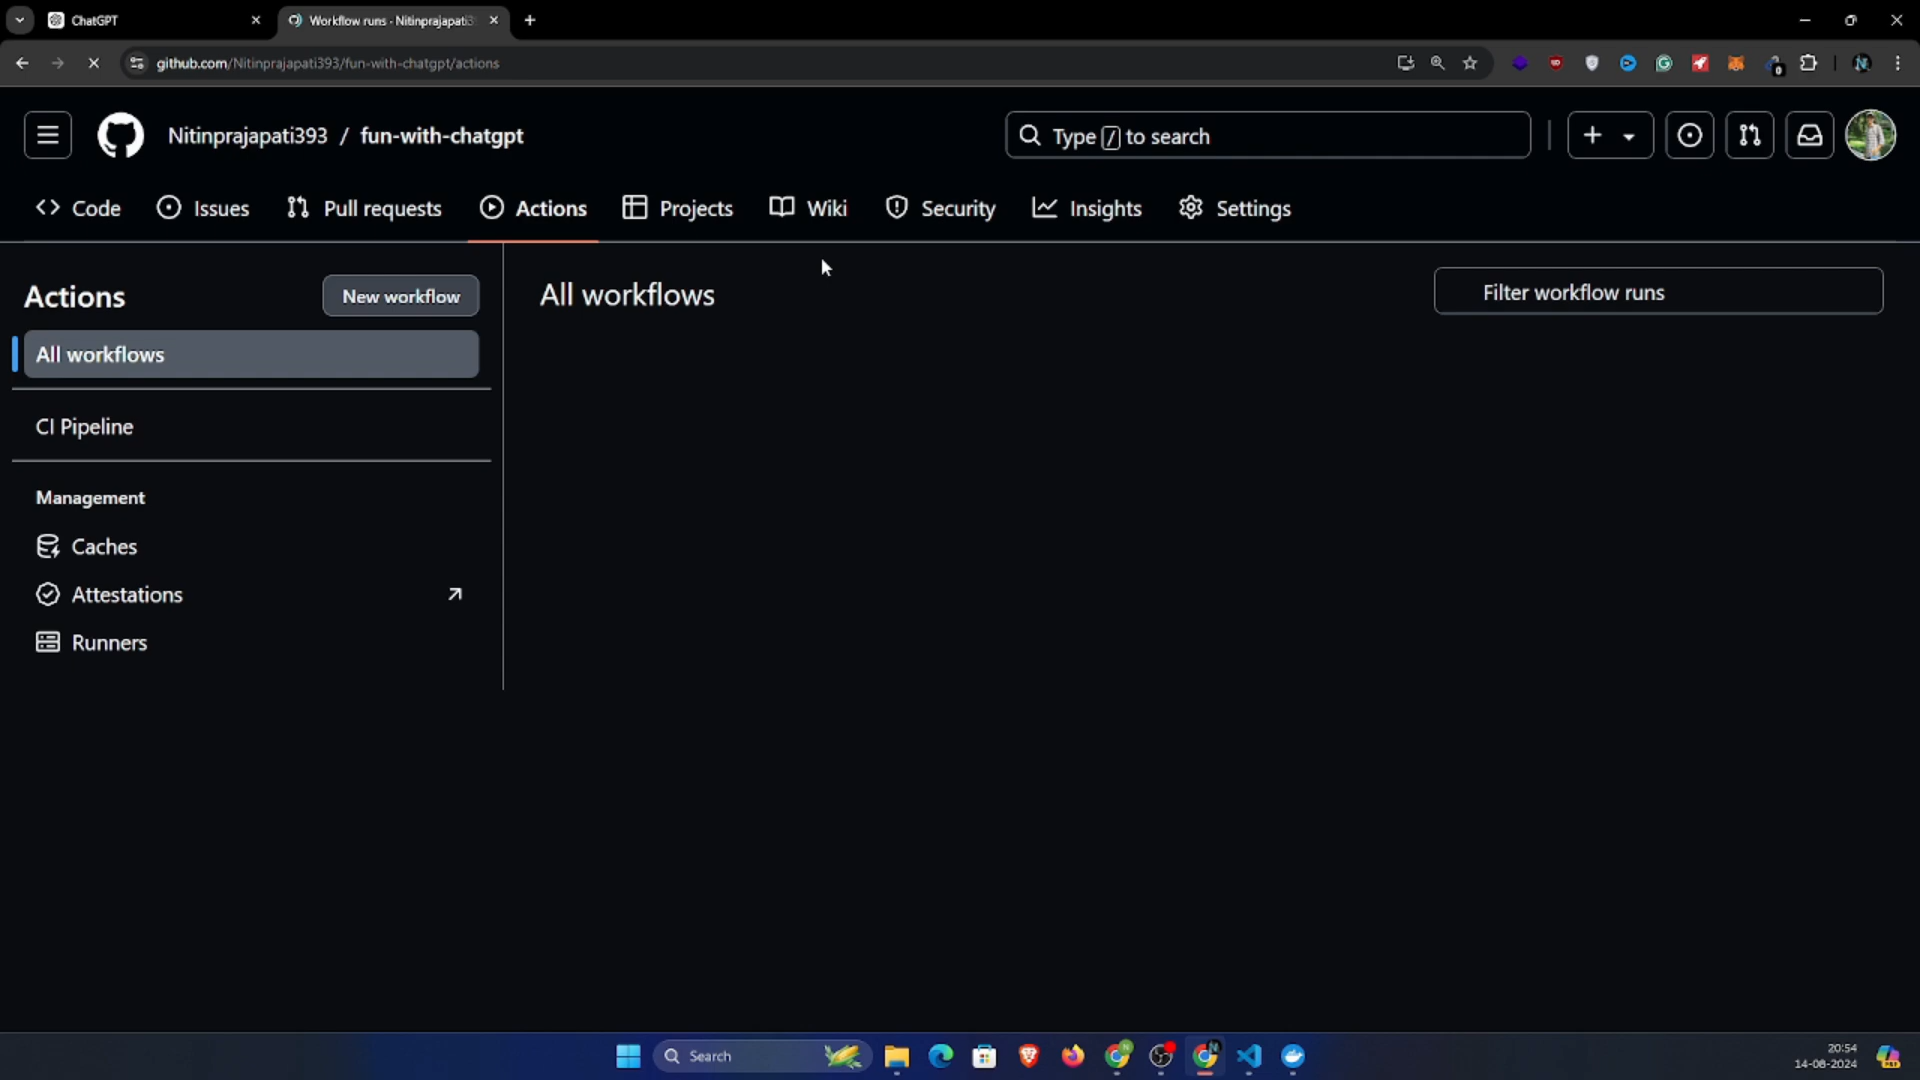 ChatGPT
Workflow runs - Nitinprajapati3
github.com/Nitinprajapati393/fun-with-chatgpt/actions
Nitinprajapati393 / fun-with-chatgpt
Type / to search
Code
Issues
Pull requests
Actions
Projects
Wiki
Security
Insights
Settings
Actions
New workflow
All workflows
Filter workflow runs
All workflows
CI Pipeline
Management
Caches
Attestations
Runners
Search
20:54
14-08-2024